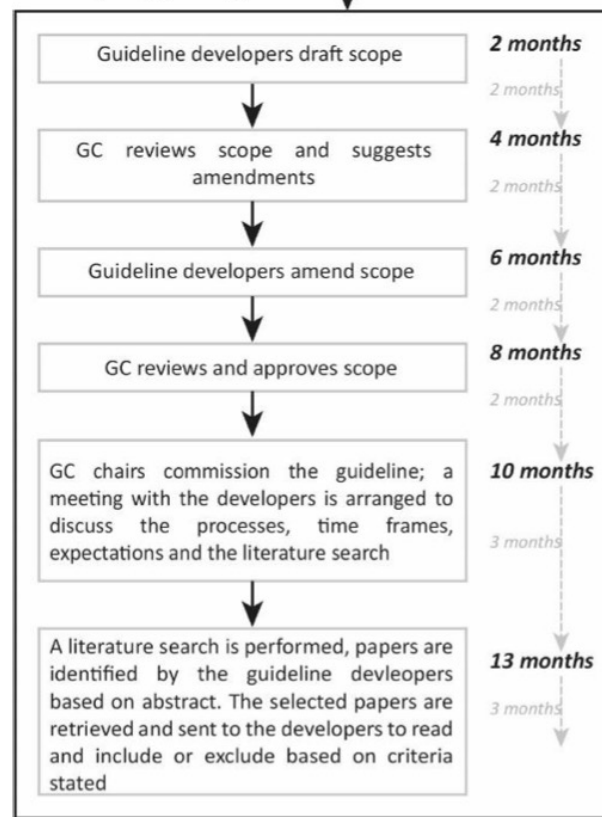 Guideline developers draft scope
2 months
2 months
GC reviews scope and suggests
amendments
4 months
2 months
Guideline developers amend scope
6 months
2 months
GC reviews and approves scope
8 months
2 months
GC chairs commission the guideline; a
meeting with the developers is arranged to
discuss the processes, time frames,
expectations and the literature search
10 months
3 months
A literature search is performed, papers are
identified by the guideline devleopers
based on abstract. The selected papers are
retrieved and sent to the developers to read
and include or exclude based on criteria
stated
13 months
3 months